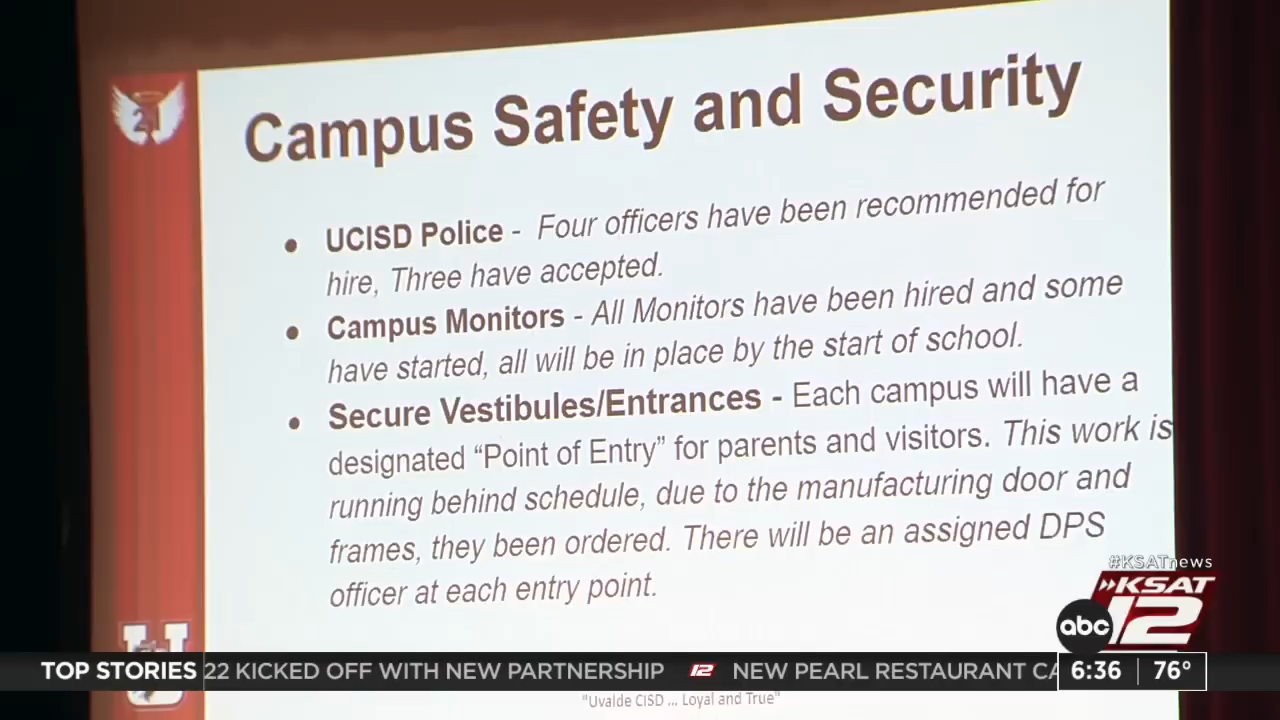 21
Campus Safety and Security
• UCISD Police - Four officers have been recommended for
hire, Three have accepted.
• Campus Monitors - All Monitors have been hired and some
have started, all will be in place by the start of school.
• Secure Vestibules/Entrances - Each campus will have a
designated “Point of Entry” for parents and visitors. This work is
running behind schedule, due to the manufacturing door and
frames, they been ordered. There will be an assigned DPS
officer at each entry point.
#KSATnews
KSAT
abc 12
U
TOP STORIES 22 KICKED OFF WITH NEW PARTNERSHIP 12 NEW PEARL RESTAURANT CA 6:36 76°
"Uvalde CISD ... Loyal and True"